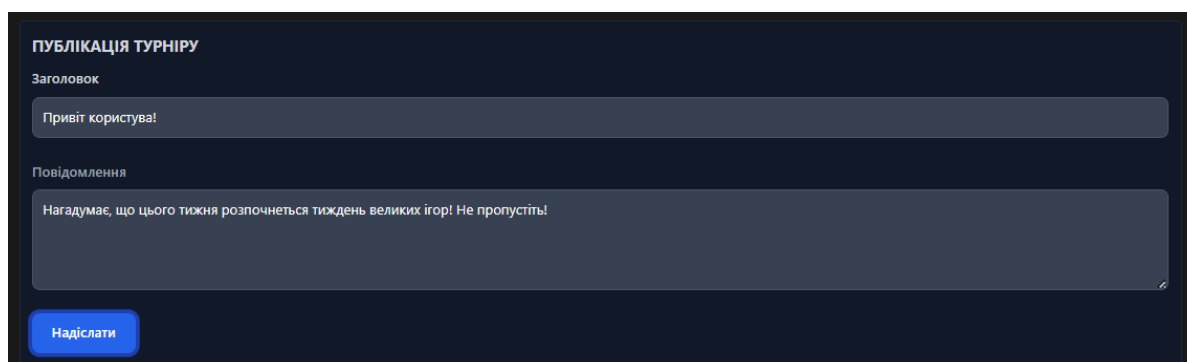 ПУБЛІКАЦІЯ ТУРНІРУ
Заголовок
Привіт користува!
Повідомлення
Нагадумає, що цього тижня розпочнеться тиждень великих ігор! Не пропустіть!
Надіслати